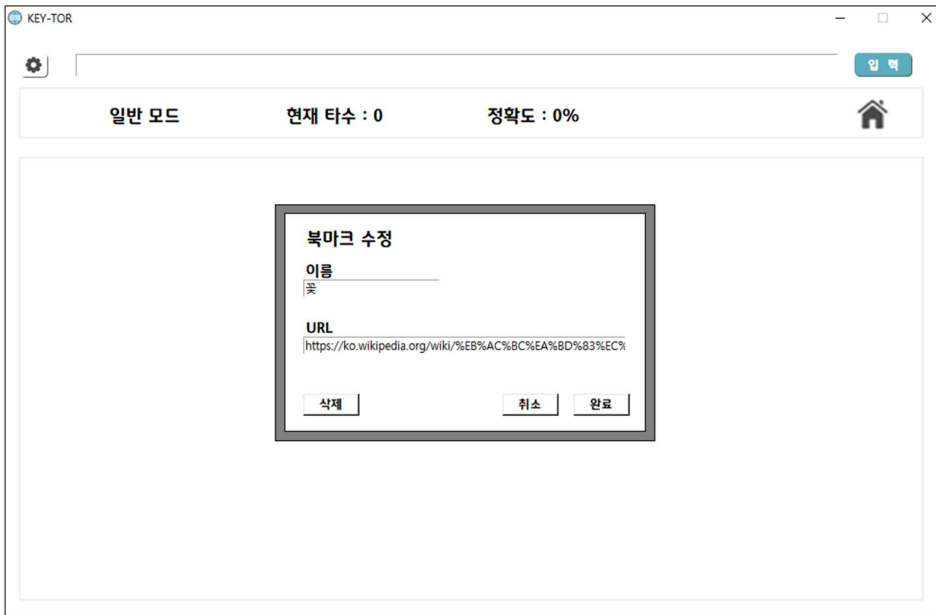 KEY-TOR
입 력
일반 모드 현재 타수 : 0 정확도 : 0%
북마크 수정
이름
꽃
URL
https://ko.wikipedia.org/wiki/%EB%AC%BC%EA%BD%83%EC%
삭제 취소 완료